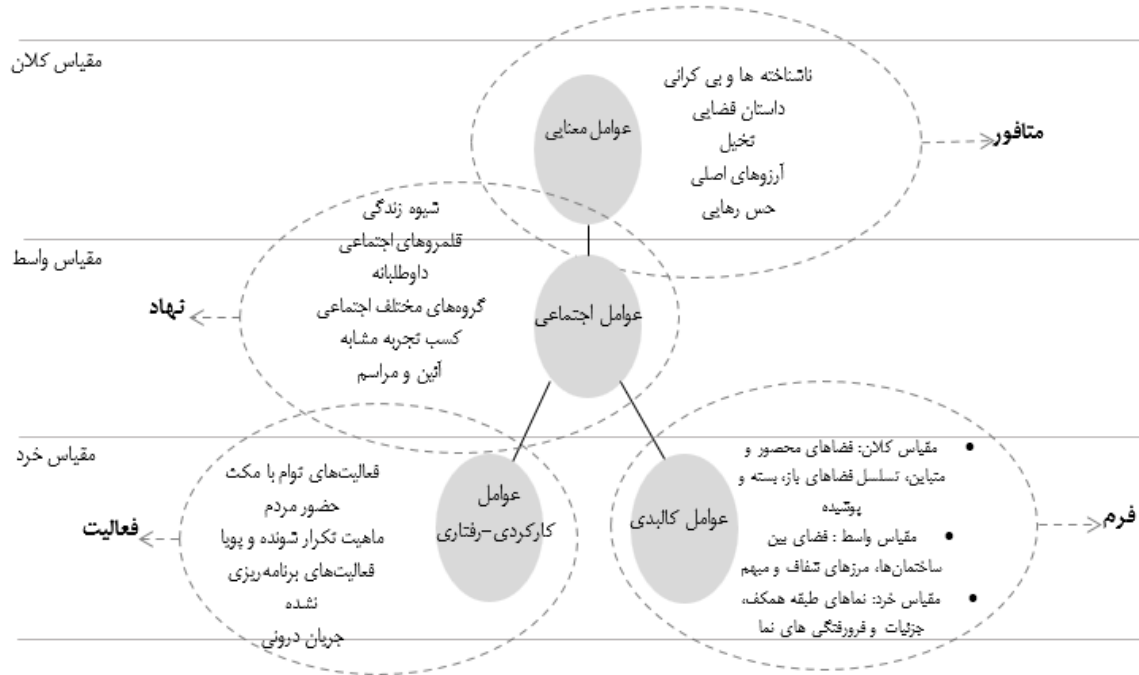 مقیاس کلان
ناشناخته ها و بی کرانی
داستان فضایی
تخیل
آرزوهای اصلی
حس رهایی
عوامل معنایی
متافور
مقیاس واسط
شیوه زندگی
قلمروهای اجتماعی
داوطلبانه
گروه‌های مختلف اجتماعی
کسب تجربه مشابه
آئین و مراسم
عوامل اجتماعی
نهاد
مقیاس خرد
• مقیاس کلان: فضاهای محصور و
متباین، تسلسل فضاهای باز، بسته و
پوشیده
• مقیاس واسط : فضای بین
ساختمان‌ها، مرزهای شفاف و مبهم
• مقیاس خرد: نماهای طبقه همکف،
جزئیات و فرورفتگی های نما
عوامل کالبدی
فرم
عوامل
کارکردی-رفتاری
فعالیت‌های توام با مکث
حضور مردم
ماهیت تکرار شونده و پویا
فعالیت‌های برنامه‌ریزی
نشده
جریان درونی
فعالیت